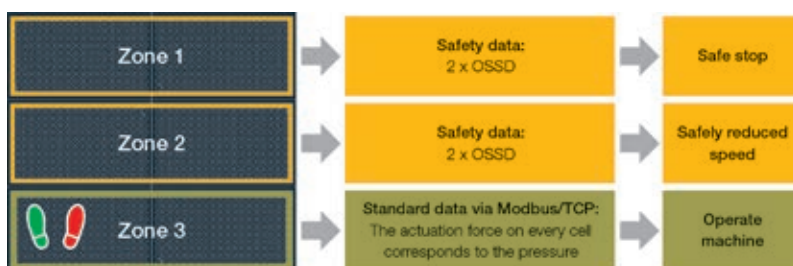 Zone 1
Safety data:
2 x OSSD
Safe stop
Zone 2
Safety data:
2 x OSSD
Safely reduced
speed
Zone 3
Standard data via Modbus/TCP:
The actuation force on every cell
corresponds to the pressure
Operate
machine